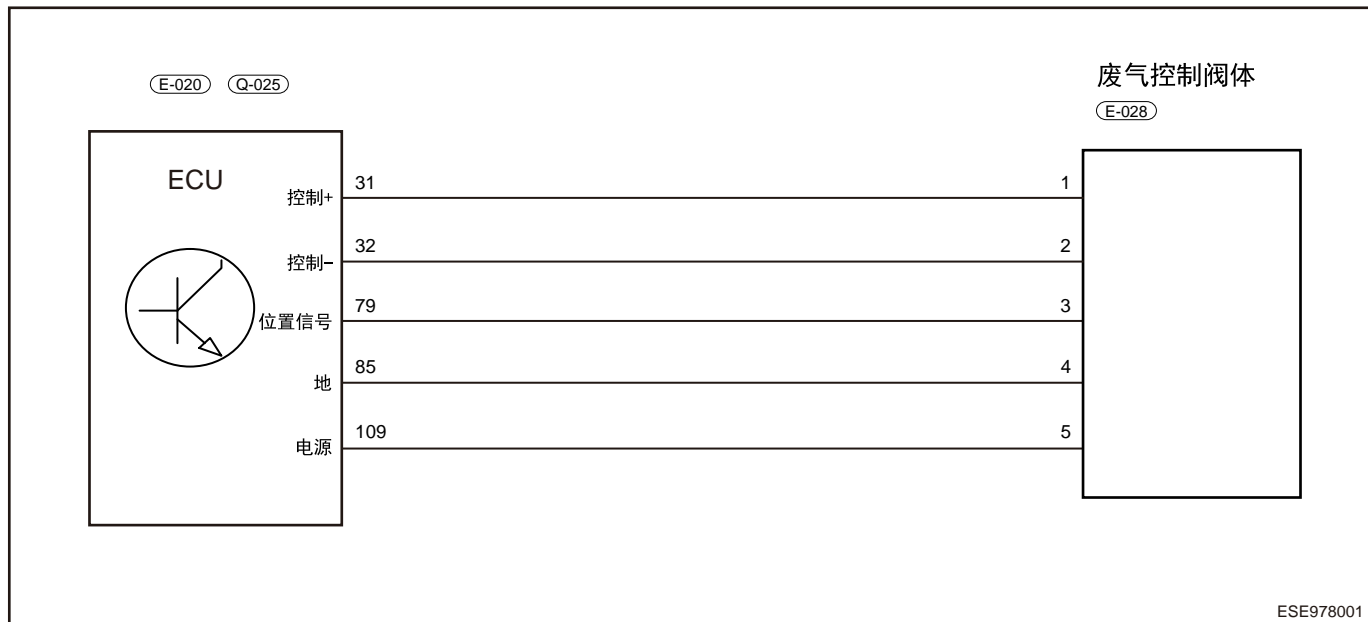 E-020 Q-025
废气控制阀体
E-028
ECU
控制+ 31 1
控制- 32 2
位置信号 79 3
地 85 4
电源 109 5
ESE978001